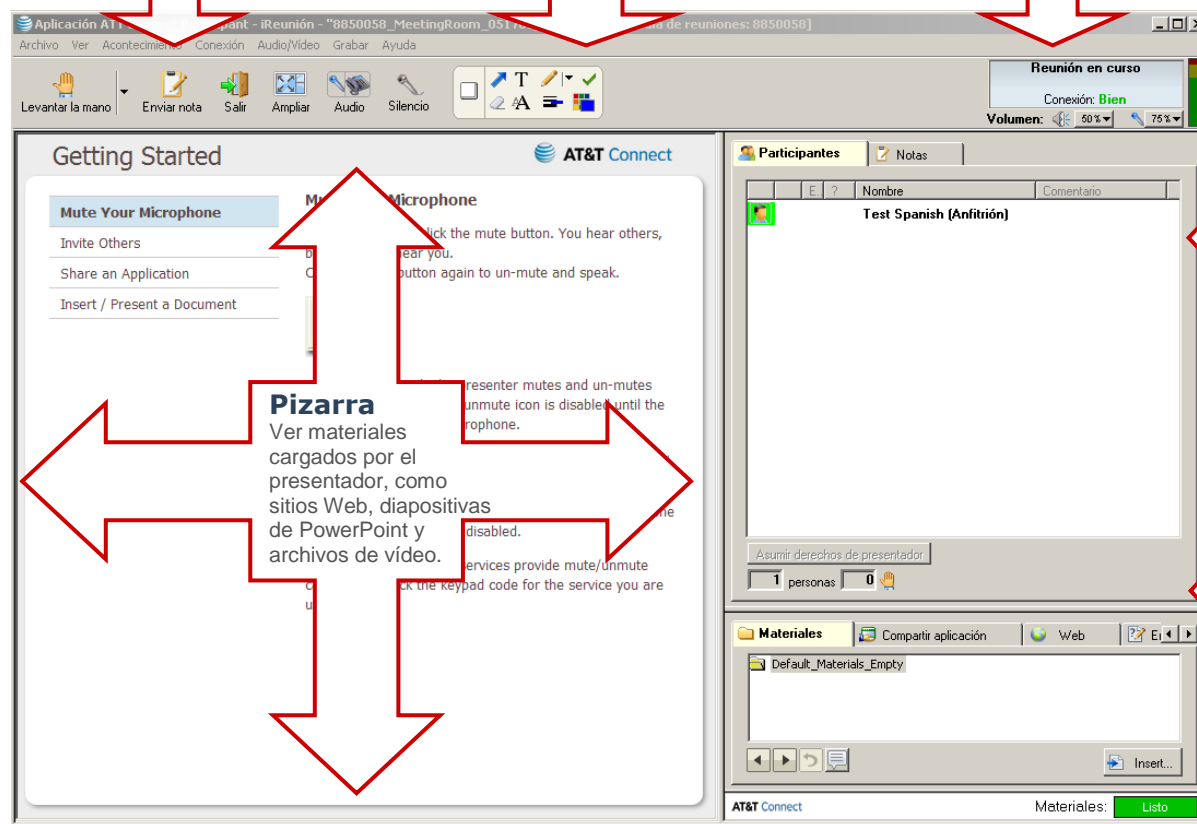 Aplicación AT pant - iReunión - "8850058_MeetingRoom_0517 la de reuniones: 8850058]
Archivo Ver Acontecimiento Conexión Audio/Vídeo Grabar Ayuda
Levantar la mano Enviar nota Salir Ampliar Audio Silencio
T
A
Reunión en curso
Conexión: Bien
Volumen: 50% 75%
Getting Started
AT&T Connect
Mute Your Microphone
Invite Others
Share an Application
Insert / Present a Document
Microphone
the mute button. You hear others,
hear you.
button again to un-mute and speak.
resenter mutes and un-mutes
unmute icon is disabled until the
rophone.
disabled.
services provide mute/unmute
ck the keypad code for the service you are
Pizarra
Ver materiales
cargados por el
presentador, como
sitios Web, diapositivas
de PowerPoint y
archivos de vídeo.
Participantes Notas
E. ? Nombre Comentario
Test Spanish (Anfitrión)
Asumir derechos de presentador
1 personas 0
Materiales Compartir aplicación Web
Default_Materials_Empty
Insert...
AT&T Connect
Materiales: Listo